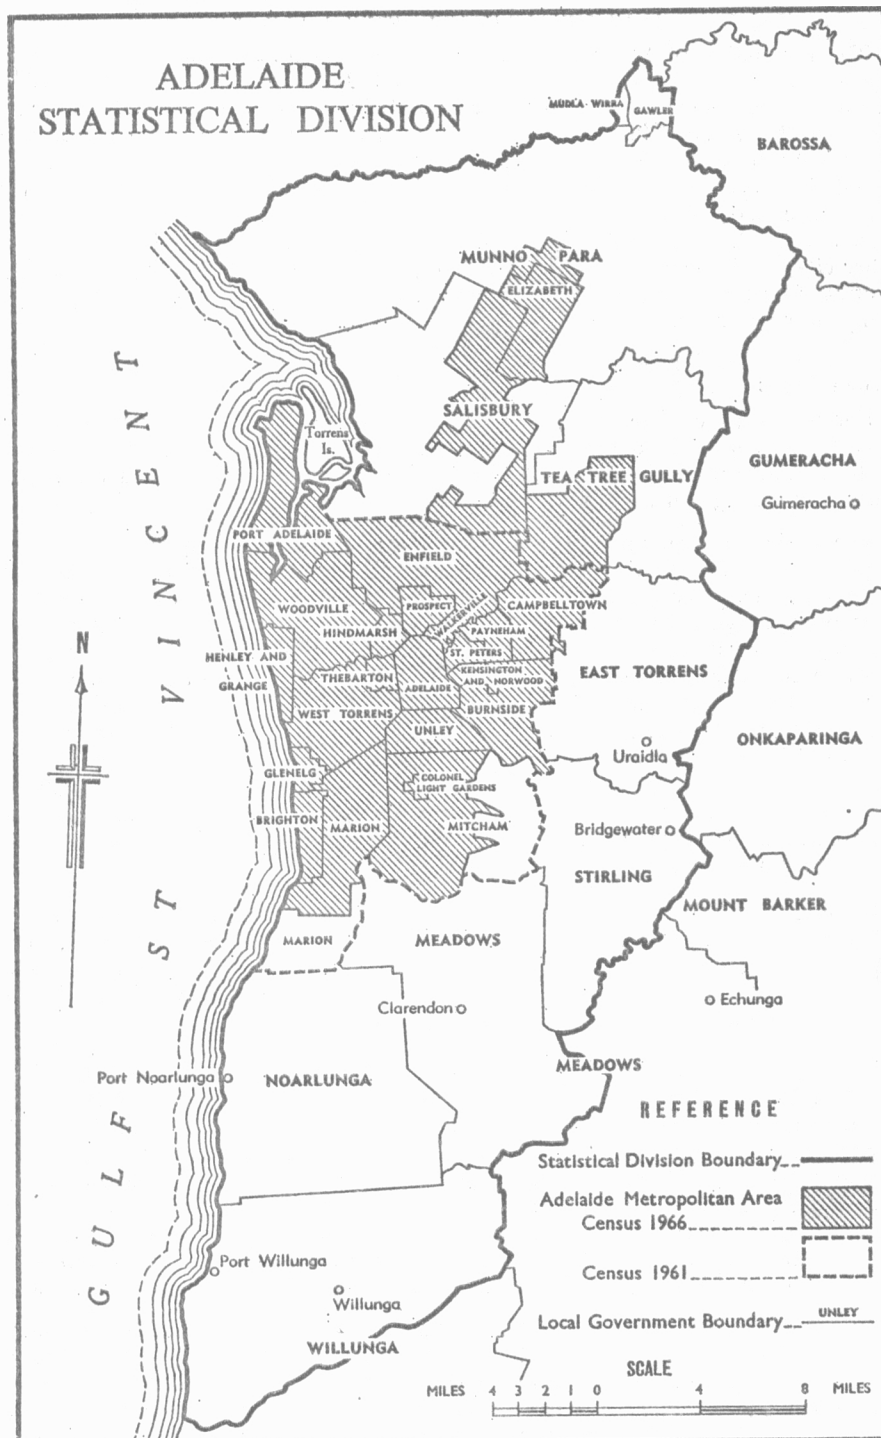 ADELAIDE
STATISTICAL DIVISION
MUDLA-WIRRA
GAWLER
BAROSSA
MUNNO PARA
ELIZABETH
SALISBURY
Torrens
Is.
TEA TREE GULLY
GUMERACHA
Gumeracha
PORT ADELAIDE
ENFIELD
WOODVILLE
PROSPECT
WALKERVILLE
CAMPBELLTOWN
HINDMARSH
PAYNEHAM
ST. PETERS
HENLEY AND
GRANGE
THEBARTON
ADELAIDE
KENSINGTON
AND NORWOOD
EAST TORRENS
WEST TORRENS
BURNSIDE
UNLEY
ONKAPARINGA
Uraidla
GLENELG
COLONEL
LIGHT GARDENS
BRIGHTON
MARION
MITCHAM
Bridgewater
STIRLING
MOUNT BARKER
MARION
MEADOWS
Echunga
Clarendon
MEADOWS
Port Noarlunga
NOARLUNGA
GULF ST VINCENT
N
Port Willunga
Willunga
WILLUNGA
REFERENCE
Statistical Division Boundary
Adelaide Metropolitan Area
Census 1966
Census 1961
Local Government Boundary
UNLEY
SCALE
MILES 4 3 2 1 0 4 8 MILES